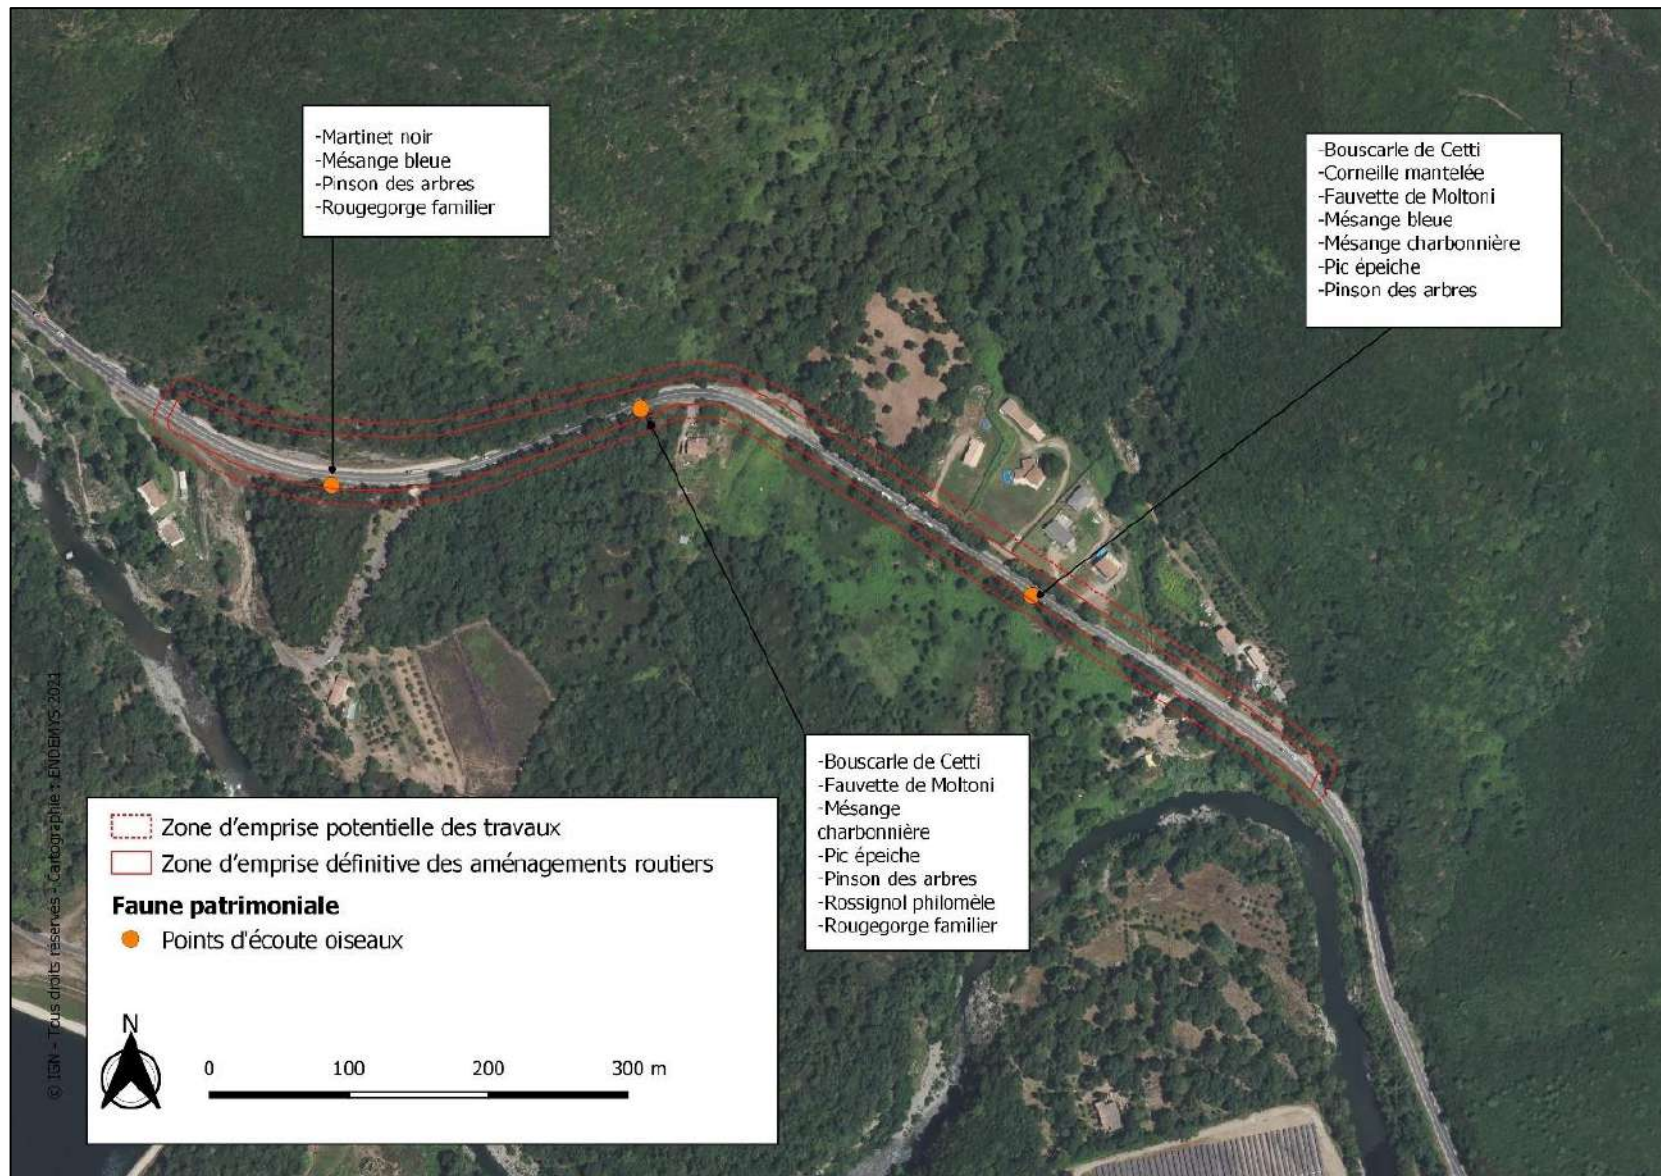 -Martinet noir
-Mésange bleue
-Pinson des arbres
-Rougegorge familier
-Bouscarle de Cetti
-Corneille mantelée
-Fauvette de Moltoni
-Mésange bleue
-Mésange charbonnière
-Pic épeiche
-Pinson des arbres
-Bouscarle de Cetti
-Fauvette de Moltoni
-Mésange
charbonnière
-Pic épeiche
-Pinson des arbres
-Rossignol philomèle
-Rougegorge familier
Zone d'emprise potentielle des travaux
Zone d'emprise définitive des aménagements routiers
Faune patrimoniale
Points d'écoute oiseaux
N
0 100 200 300 m
© IGN - Tous droits réservés - Cartographie : ENDEMYS 2021